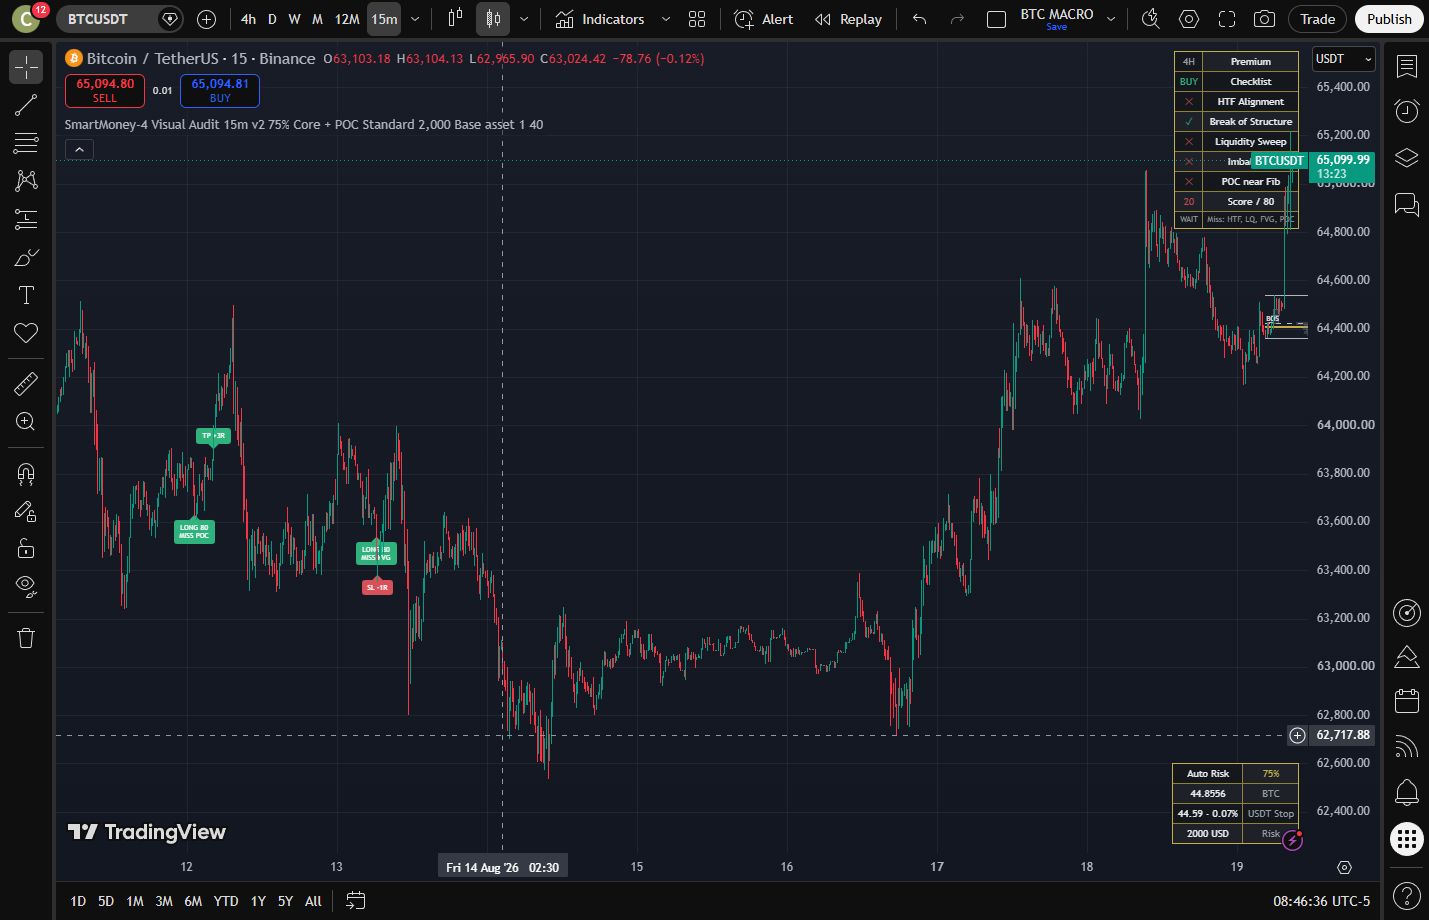 C 12 BTCUSDT 4h D W M 12M 15m Indicators Alert Replay BTC MACRO Save Trade Publish
Bitcoin / TetherUS · 15 · Binance O63,103.18 H63,104.13 L62,965.90 C63,024.42 −78.76 (−0.12%)
65,094.80 SELL 0.01 65,094.81 BUY
SmartMoney-4 Visual Audit 15m v2 75% Core + POC Standard 2,000 Base asset 1 40
4H Premium
BUY Checklist
✗ HTF Alignment
✓ Break of Structure
✗ Liquidity Sweep
✗ Imba
✗ POC near Fib
20 Score / 80
WAIT Miss: HTF, LQ, FVG, POC
BTCUSDT
USDT
65,400.00
65,200.00
65,099.99
13:23
64,800.00
64,600.00
64,400.00
64,200.00
64,000.00
63,800.00
63,600.00
63,400.00
63,200.00
63,000.00
62,800.00
62,717.88
62,600.00
62,400.00
BOS
TP +3R
LONG 80
MISS POC
LONG 80
MISS FVG
SL -1R
Auto Risk 75%
44.8556 BTC
44.59 - 0.07% USDT Stop
2000 USD Risk
TradingView
12 13 Fri 14 Aug '26 02:30 15 16 17 18 19
1D 5D 1M 3M 6M YTD 1Y 5Y All
08:46:36 UTC-5